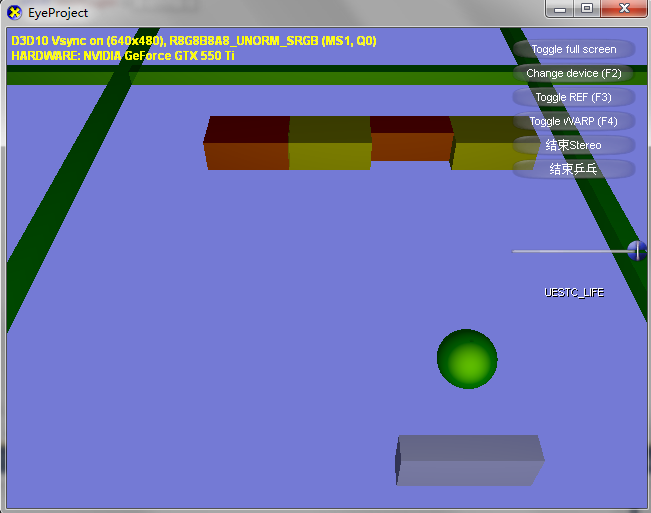 EyeProject
D3D10 Vsync on (640x480), R8G8B8A8_UNORM_SRGB (MS1, Q0)
HARDWARE: NVIDIA GeForce GTX 550 Ti
Toggle full screen
Change device (F2)
Toggle REF (F3)
Toggle WARP (F4)
结束Stereo
结束乒乓
UESTC_LIFE